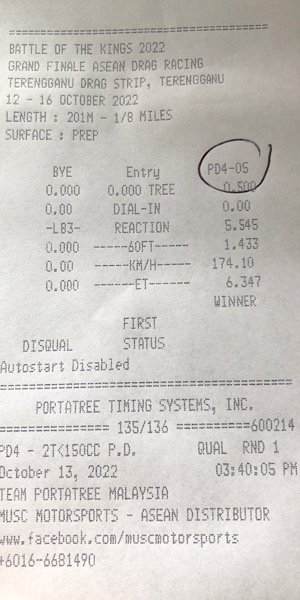 ===================================
BATTLE OF THE KINGS 2022
GRAND FINALE ASEAN DRAG RACING
TERENGGANU DRAG STRIP, TERENGGANU
12 - 16 OCTOBER 2022
LENGTH : 201M - 1/8 MILES
SURFACE : PREP
BYE Entry PD4-05
0.000 0.000 TREE 0.500
0.00 DIAL-IN 0.00
-LB3- REACTION 5.545
0.000 -----60FT----- 1.433
0.00 -----KM/H----- 174.10
0.000 ------ET------ 6.347
WINNER
FIRST
DISQUAL STATUS
Autostart Disabled
===================================
PORTATREE TIMING SYSTEMS, INC.
============== 135/136 ==========600214
PD4 - 2T<150CC P.D. QUAL RND 1
October 13, 2022 03:40:05 PM
TEAM PORTATREE MALAYSIA
MUSC MOTORSPORTS - ASEAN DISTRIBUTOR
www.facebook.com/muscmotorsports
+6016-6681490